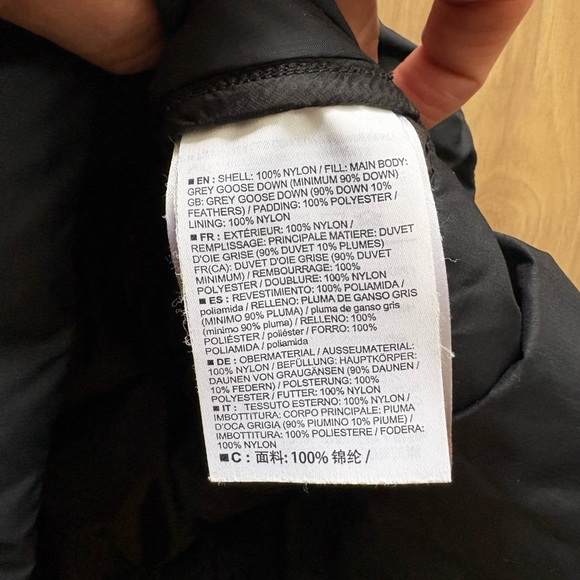 ■ EN : SHELL: 100% NYLON / FILL: MAIN BODY:
GREY GOOSE DOWN (MINIMUM 90% DOWN)
GB: GREY GOOSE DOWN (90% DOWN 10%
FEATHERS) / PADDING: 100% POLYESTER /
LINING: 100% NYLON
■ FR : EXTÉRIEUR: 100% NYLON /
REMPLISSAGE: PRINCIPALE MATIERE: DUVET
D'OIE GRISE (90% DUVET 10% PLUMES)
FR(CA): DUVET D'OIE GRISE (90% DUVET
MINIMUM) / REMBOURRAGE: 100%
POLYESTER / DOUBLURE: 100% NYLON
■ ES : REVESTIMIENTO: 100% POLIAMIDA /
poliamida / RELLENO: PLUMA DE GANSO GRIS
(MÍNIMO 90% PLUMA) / pluma de ganso gris
(mínimo 90% pluma) / RELLENO: 100%
POLIÉSTER / poliéster / FORRO: 100%
POLIAMIDA / poliamida
■ DE : OBERMATERIAL / AUSSEUMATERIAL:
100% NYLON / BEFÜLLUNG: HAUPTKÖRPER:
DAUNEN VON GRAUGÄNSEN (90% DAUNEN /
10% FEDERN) / POLSTERUNG: 100%
POLYESTER / FUTTER: 100% NYLON
■ IT : TESSUTO ESTERNO: 100% NYLON /
IMBOTTITURA: CORPO PRINCIPALE: PIUMA
D'OCA GRIGIA (90% PIUMINO 10% PIUME) /
IMBOTTITURA: 100% POLIESTERE / FODERA:
100% NYLON
■ C : 面料: 100% 锦纶 /